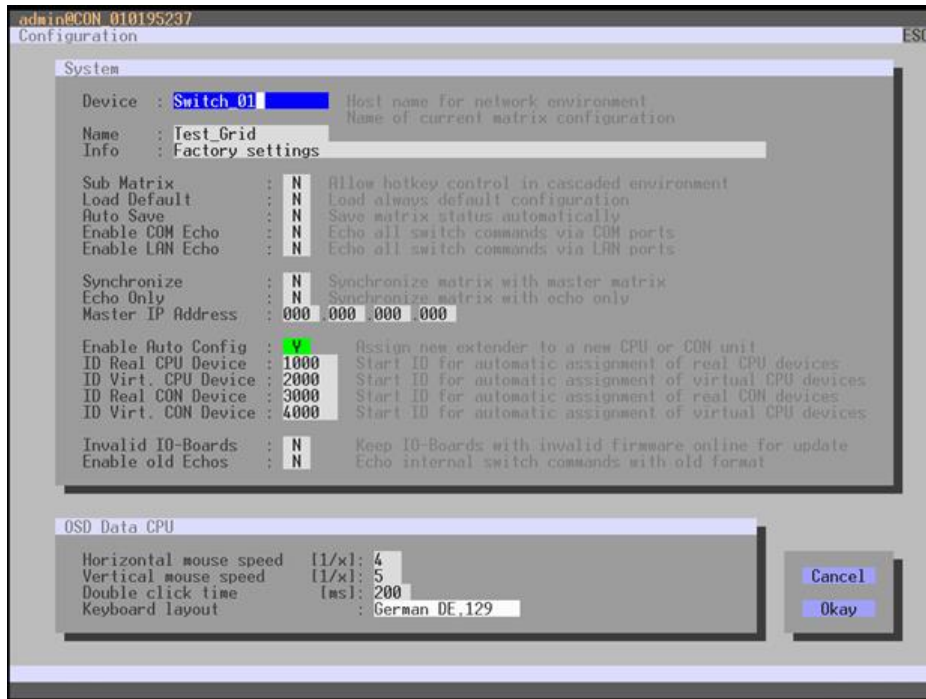 admin@CON_010195237
Configuration ESC
System
Device : Switch_01 Host name for network environment
Name of current matrix configuration
Name : Test_Grid
Info : Factory settings
Sub Matrix : N Allow hotkey control in cascaded environment
Load Default : N Load always default configuration
Auto Save : N Save matrix status automatically
Enable COM Echo : N Echo all switch commands via COM ports
Enable LAN Echo : N Echo all switch commands via LAN ports
Synchronize : N Synchronize matrix with master matrix
Echo Only : N Synchronize matrix with echo only
Master IP Address : 000 .000 .000 .000
Enable Auto Config : Y Assign new extender to a new CPU or CON unit
ID Real CPU Device : 1000 Start ID for automatic assignment of real CPU devices
ID Virt. CPU Device : 2000 Start ID for automatic assignment of virtual CPU devices
ID Real CON Device : 3000 Start ID for automatic assignment of real CON devices
ID Virt. CON Device : 4000 Start ID for automatic assignment of virtual CPU devices
Invalid IO-Boards : N Keep IO-Boards with invalid firmware online for update
Enable old Echos : N Echo internal switch commands with old format
OSD Data CPU
Horizontal mouse speed [1/x]: 4
Vertical mouse speed [1/x]: 5
Double click time [ms]: 200
Keyboard layout : German DE,129
Cancel
Okay